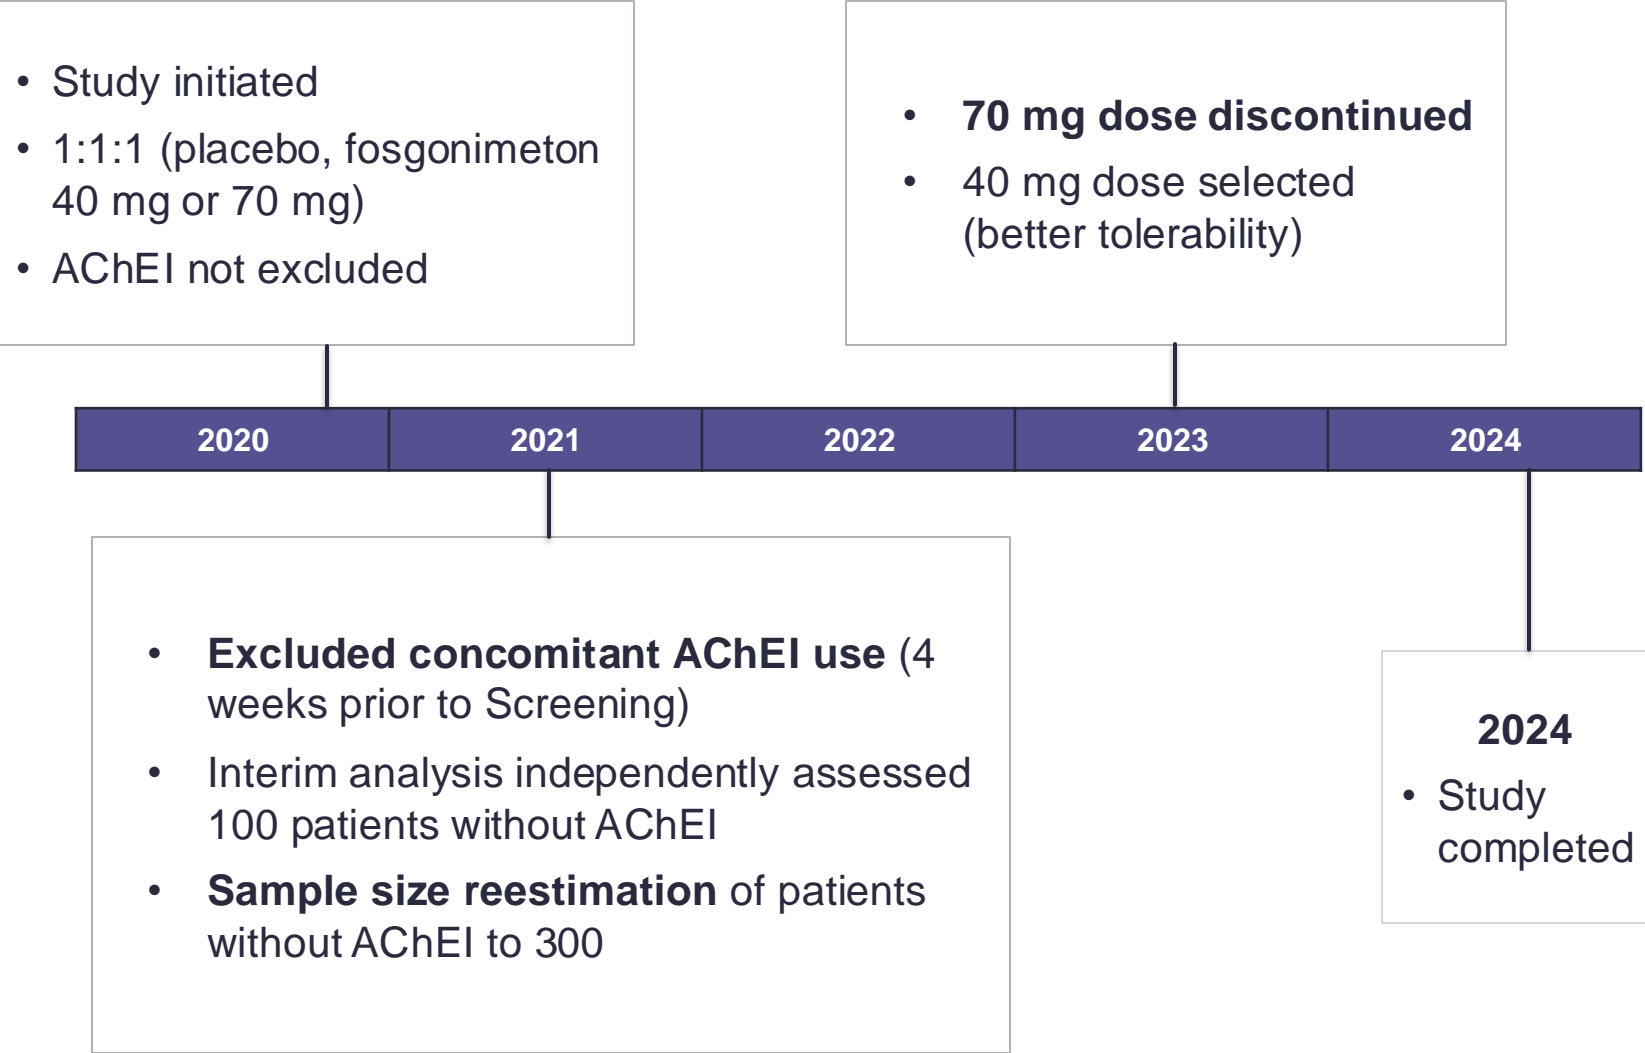 • Study initiated
• 1:1:1 (placebo, fosgonimeton
40 mg or 70 mg)
• AChEI not excluded
• 70 mg dose discontinued
• 40 mg dose selected
(better tolerability)
2020 2021 2022 2023 2024
• Excluded concomitant AChEI use (4
weeks prior to Screening)
• Interim analysis independently assessed
100 patients without AChEI
• Sample size reestimation of patients
without AChEI to 300
2024
• Study
completed